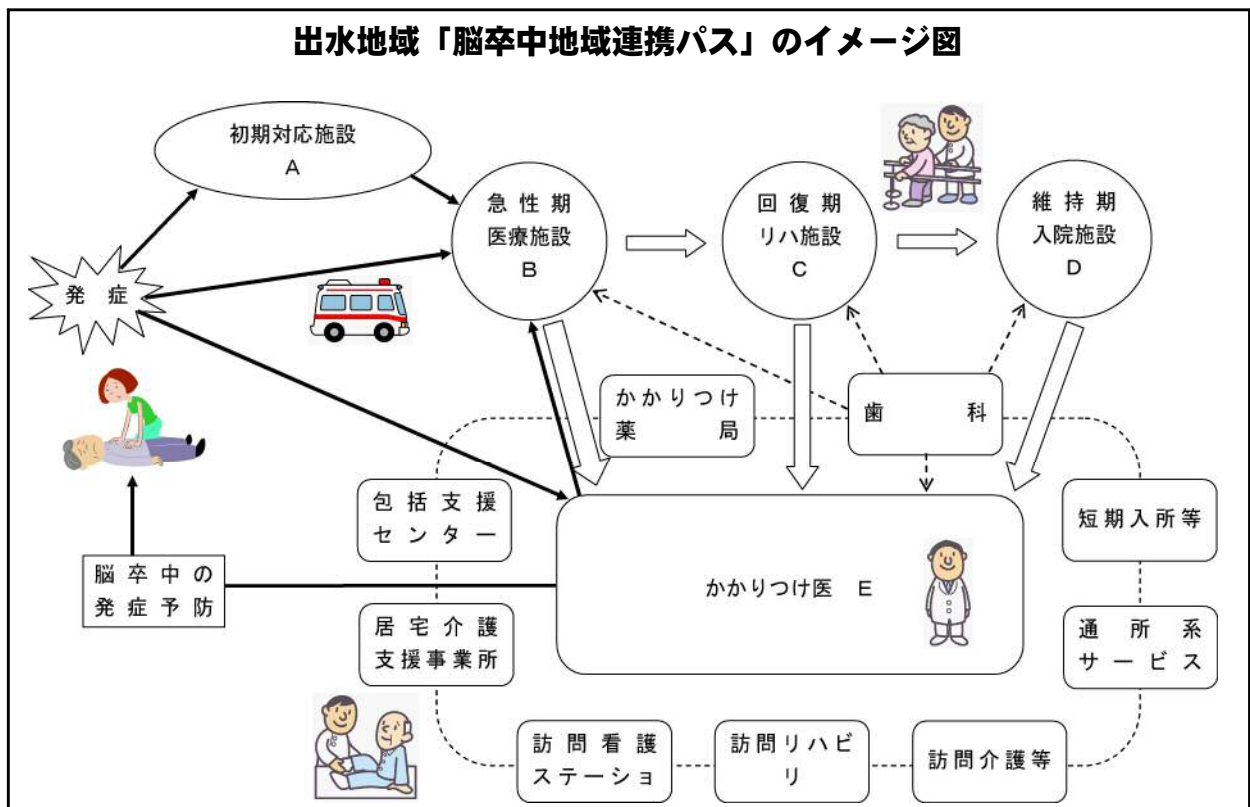 出水地域「脳卒中地域連携パス」のイメージ図
初期対応施設
A
急性期
医療施設
B
回復期
リハ施設
C
維持期
入院施設
D
発症
かかりつけ
薬局
歯科
包括支援
センター
短期入所等
脳卒中の
発症予防
かかりつけ医 E
居宅介護
支援事業所
通所系
サービス
訪問看護
ステーショ
訪問リハビ
リ
訪問介護等